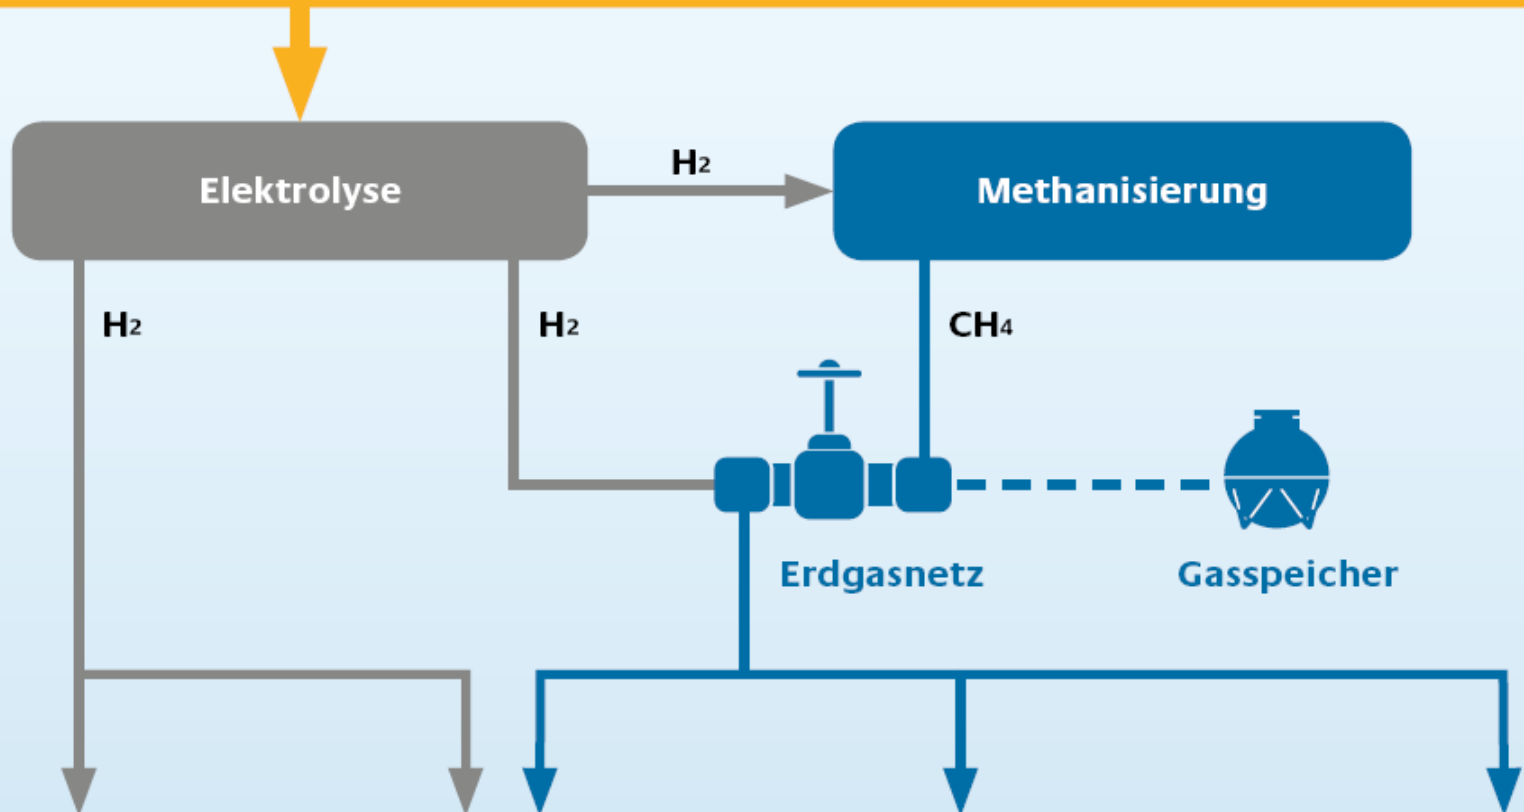 H2
Elektrolyse
Methanisierung
H2
H2
CH4
Erdgasnetz
Gasspeicher